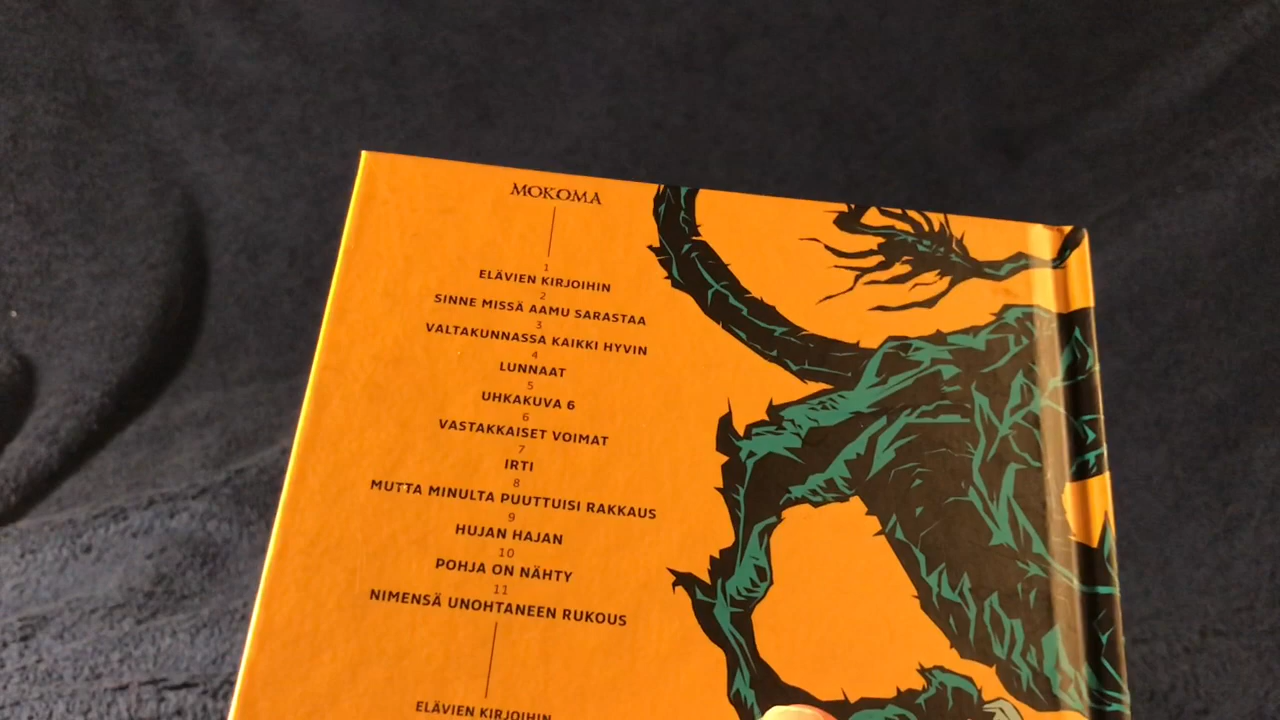 MOKOMA
1
ELÄVIEN KIRJOIHIN
2
SINNE MISSÄ AAMU SARASTAA
3
VALTAKUNNASSA KAIKKI HYVIN
4
LUNNAAT
5
UHKAKUVA 6
6
VASTAKKAISET VOIMAT
7
IRTI
8
MUTTA MINULTA PUUTTUISI RAKKAUS
9
HUJAN HAJAN
10
POHJA ON NÄHTY
11
NIMENSÄ UNOHTANEEN RUKOUS
ELÄVIEN KIRJOIHIN